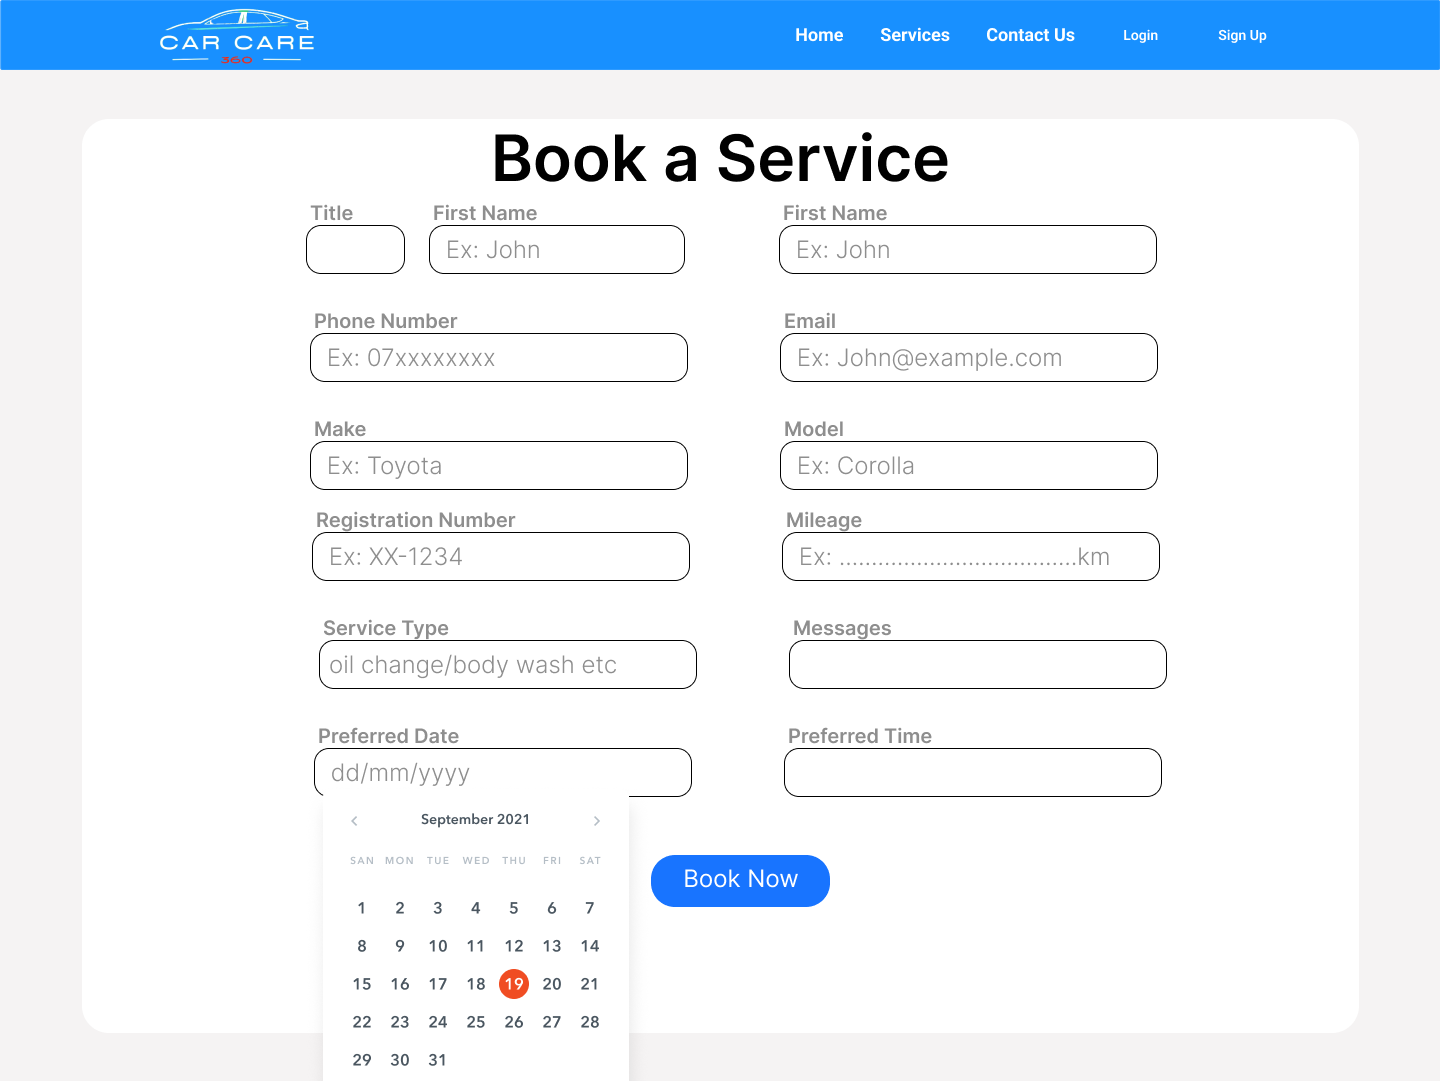 CAR CARE
360
Home Services Contact Us Login Sign Up
Book a Service
Title First Name First Name
Ex: John Ex: John
Phone Number Email
Ex: 07xxxxxxxx Ex: John@example.com
Make Model
Ex: Toyota Ex: Corolla
Registration Number Mileage
Ex: XX-1234 Ex: .....................................km
Service Type Messages
oil change/body wash etc
Preferred Date Preferred Time
dd/mm/yyyy
September 2021
SAN MON TUE WED THU FRI SAT
Book Now
1 2 3 4 5 6 7
8 9 10 11 12 13 14
15 16 17 18 19 20 21
22 23 24 25 26 27 28
29 30 31